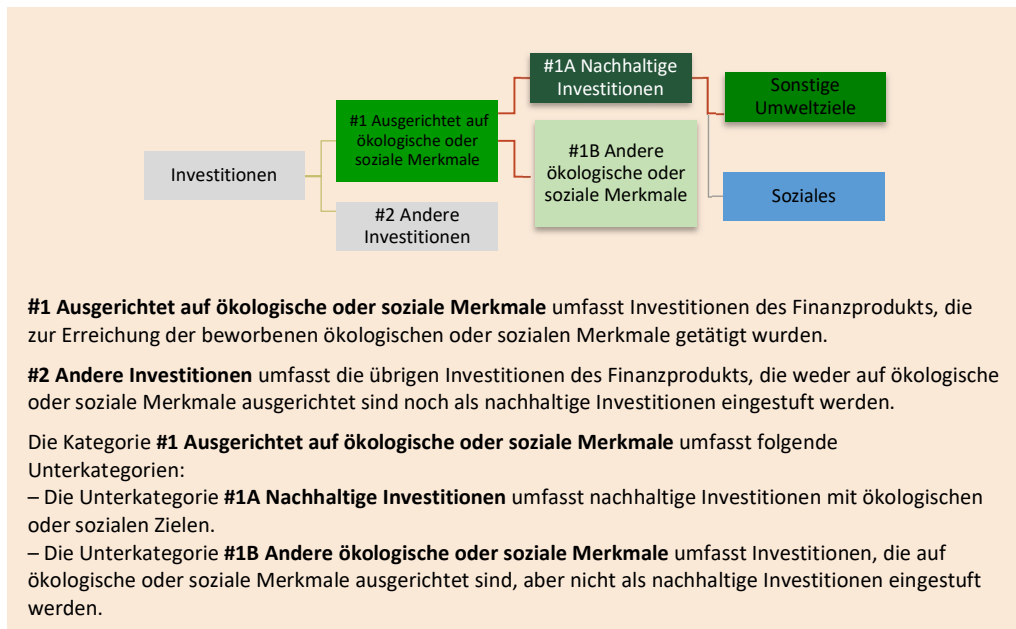 #1A Nachhaltige
Investitionen
Sonstige
Umweltziele
#1 Ausgerichtet auf
ökologische oder
soziale Merkmale
#1B Andere
ökologische oder
soziale Merkmale
Investitionen
Soziales
#2 Andere
Investitionen
#1 Ausgerichtet auf ökologische oder soziale Merkmale umfasst Investitionen des Finanzprodukts, die
zur Erreichung der beworbenen ökologischen oder sozialen Merkmale getätigt wurden.
#2 Andere Investitionen umfasst die übrigen Investitionen des Finanzprodukts, die weder auf ökologische
oder soziale Merkmale ausgerichtet sind noch als nachhaltige Investitionen eingestuft werden.
Die Kategorie #1 Ausgerichtet auf ökologische oder soziale Merkmale umfasst folgende
Unterkategorien:
– Die Unterkategorie #1A Nachhaltige Investitionen umfasst nachhaltige Investitionen mit ökologischen
oder sozialen Zielen.
– Die Unterkategorie #1B Andere ökologische oder soziale Merkmale umfasst Investitionen, die auf
ökologische oder soziale Merkmale ausgerichtet sind, aber nicht als nachhaltige Investitionen eingestuft
werden.